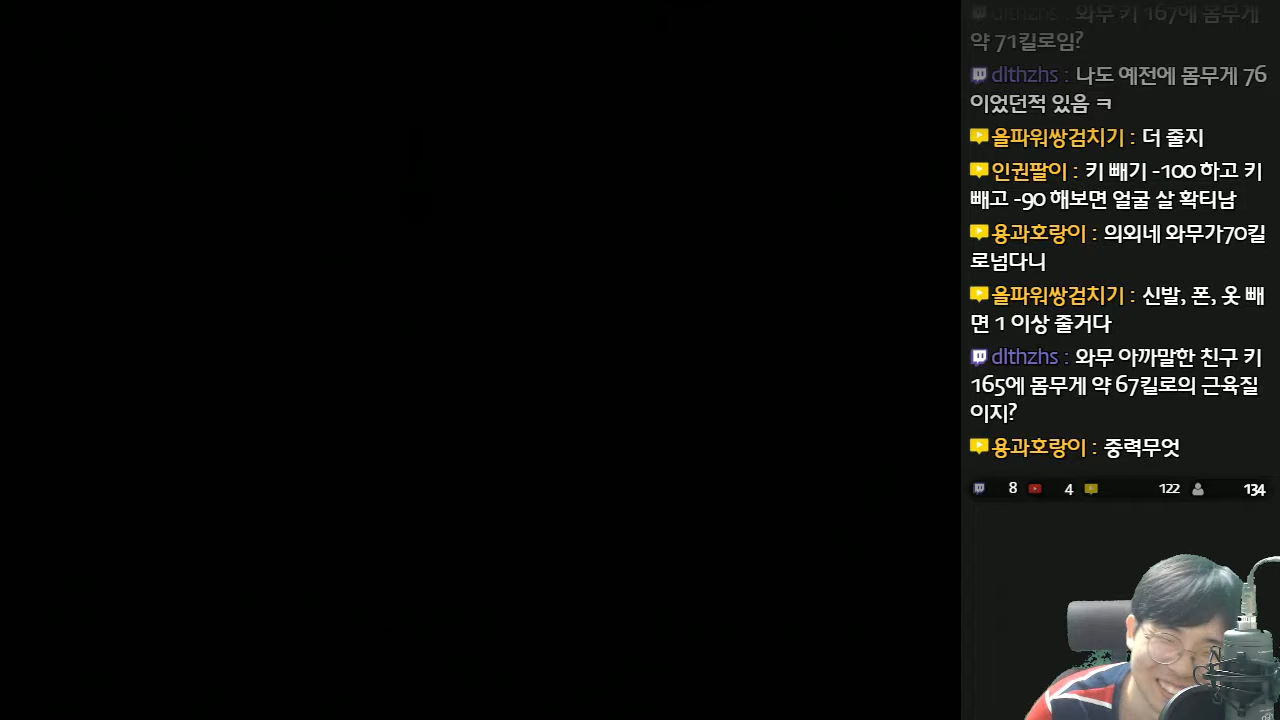 dlthzhs : 와무 키 167에 몸무게
약 71킬로임?
dlthzhs : 나도 예전에 몸무게 76
이었던적 있음 ㅋ
올파워쌍검치기 : 더 줄지
인권팔이 : 키 빼기 -100 하고 키
빼고 -90 해보면 얼굴 살 확티남
용과호랑이 : 의외네 와무가70킬
로넘다니
올파워쌍검치기 : 신발, 폰, 옷 빼
면 1 이상 줄거다
dlthzhs : 와무 아까말한 친구 키
165에 몸무게 약 67킬로의 근육질
이지?
용과호랑이 : 중력무엇
8 4 122 134